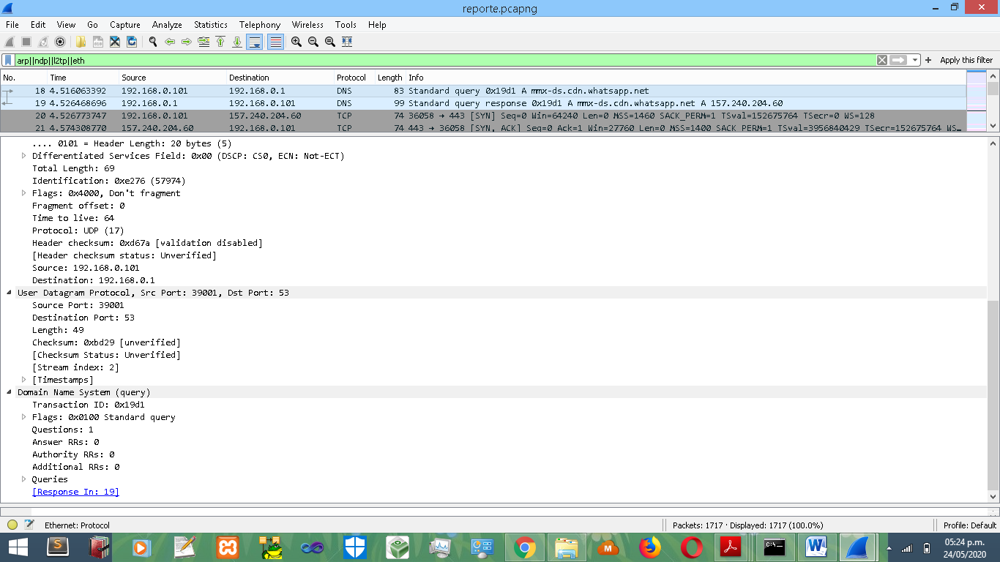 reporte.pcapng
File Edit View Go Capture Analyze Statistics Telephony Wireless Tools Help
arp||ndp||l2tp||eth
Apply this filter
No. Time Source Destination Protocol Length Info
18 4.516063392 192.168.0.101 192.168.0.1 DNS 83 Standard query 0x19d1 A mmx-ds.cdn.whatsapp.net
19 4.526468696 192.168.0.1 192.168.0.101 DNS 99 Standard query response 0x19d1 A mmx-ds.cdn.whatsapp.net A 157.240.204.60
20 4.526773747 192.168.0.101 157.240.204.60 TCP 74 36058 → 443 [SYN] Seq=0 Win=64240 Len=0 MSS=1460 SACK_PERM=1 TSval=152675764 TSecr=0 WS=128
21 4.574308770 157.240.204.60 192.168.0.101 TCP 74 443 → 36058 [SYN, ACK] Seq=0 Ack=1 Win=27760 Len=0 MSS=1400 SACK_PERM=1 TSval=3956840429 TSecr=152675764 WS…
.... 0101 = Header Length: 20 bytes (5)
Differentiated Services Field: 0x00 (DSCP: CS0, ECN: Not-ECT)
Total Length: 69
Identification: 0xe276 (57974)
Flags: 0x4000, Don't fragment
Fragment offset: 0
Time to live: 64
Protocol: UDP (17)
Header checksum: 0xd67a [validation disabled]
[Header checksum status: Unverified]
Source: 192.168.0.101
Destination: 192.168.0.1
User Datagram Protocol, Src Port: 39001, Dst Port: 53
Source Port: 39001
Destination Port: 53
Length: 49
Checksum: 0xbd29 [unverified]
[Checksum Status: Unverified]
[Stream index: 2]
[Timestamps]
Domain Name System (query)
Transaction ID: 0x19d1
Flags: 0x0100 Standard query
Questions: 1
Answer RRs: 0
Authority RRs: 0
Additional RRs: 0
Queries
[Response In: 19]
Ethernet: Protocol
Packets: 1717 · Displayed: 1717 (100.0%)
Profile: Default
05:24 p.m.
24/05/2020